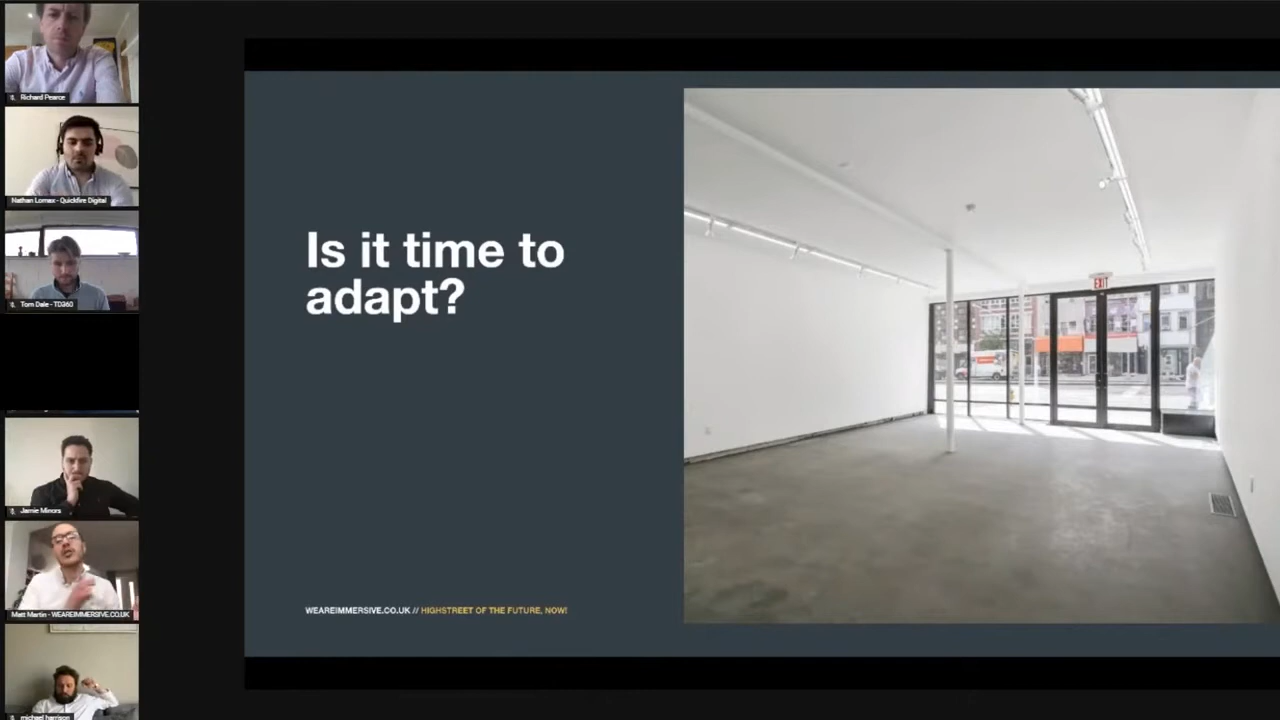 Richard Pearce
Nathan Lomax - Quickfire Digital
Tom Dale - TD360
Jamie Minors
Matt Martin - WEAREIMMERSIVE.CO.UK
michael harrison
Is it time to
adapt?
WEAREIMMERSIVE.CO.UK // HIGHSTREET OF THE FUTURE, NOW!
EXIT